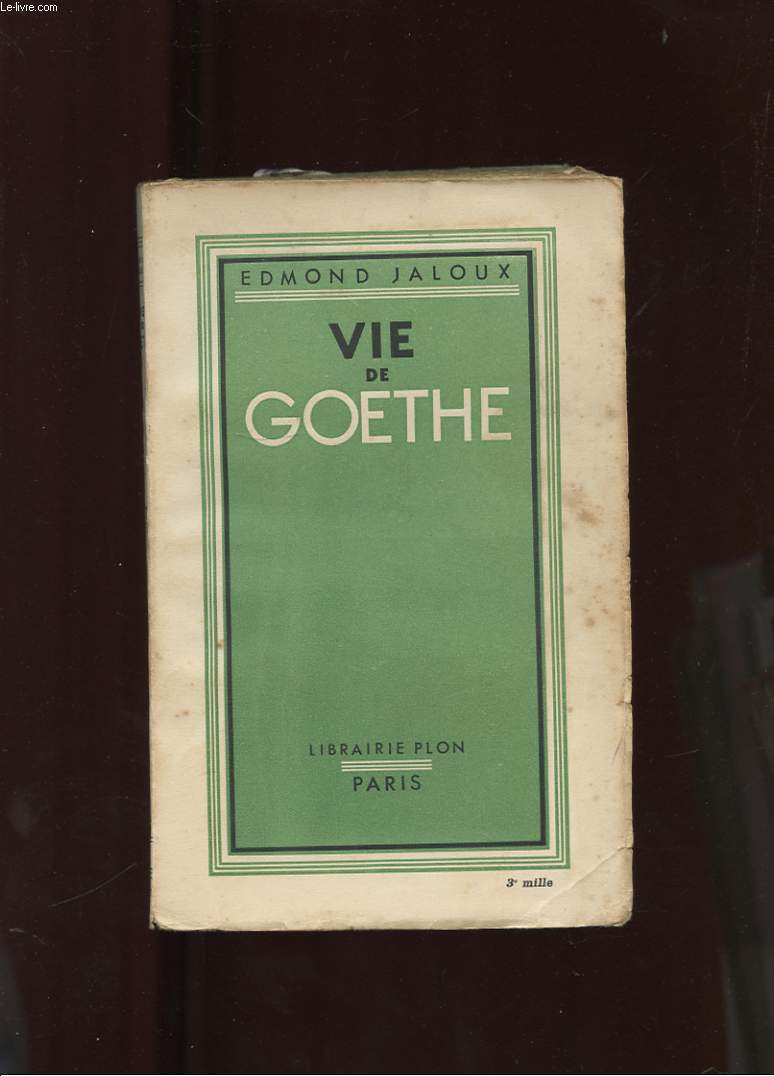 Le-livre.com
EDMOND JALOUX
VIE
DE
GOETHE
LIBRAIRIE PLON
PARIS
3e mille